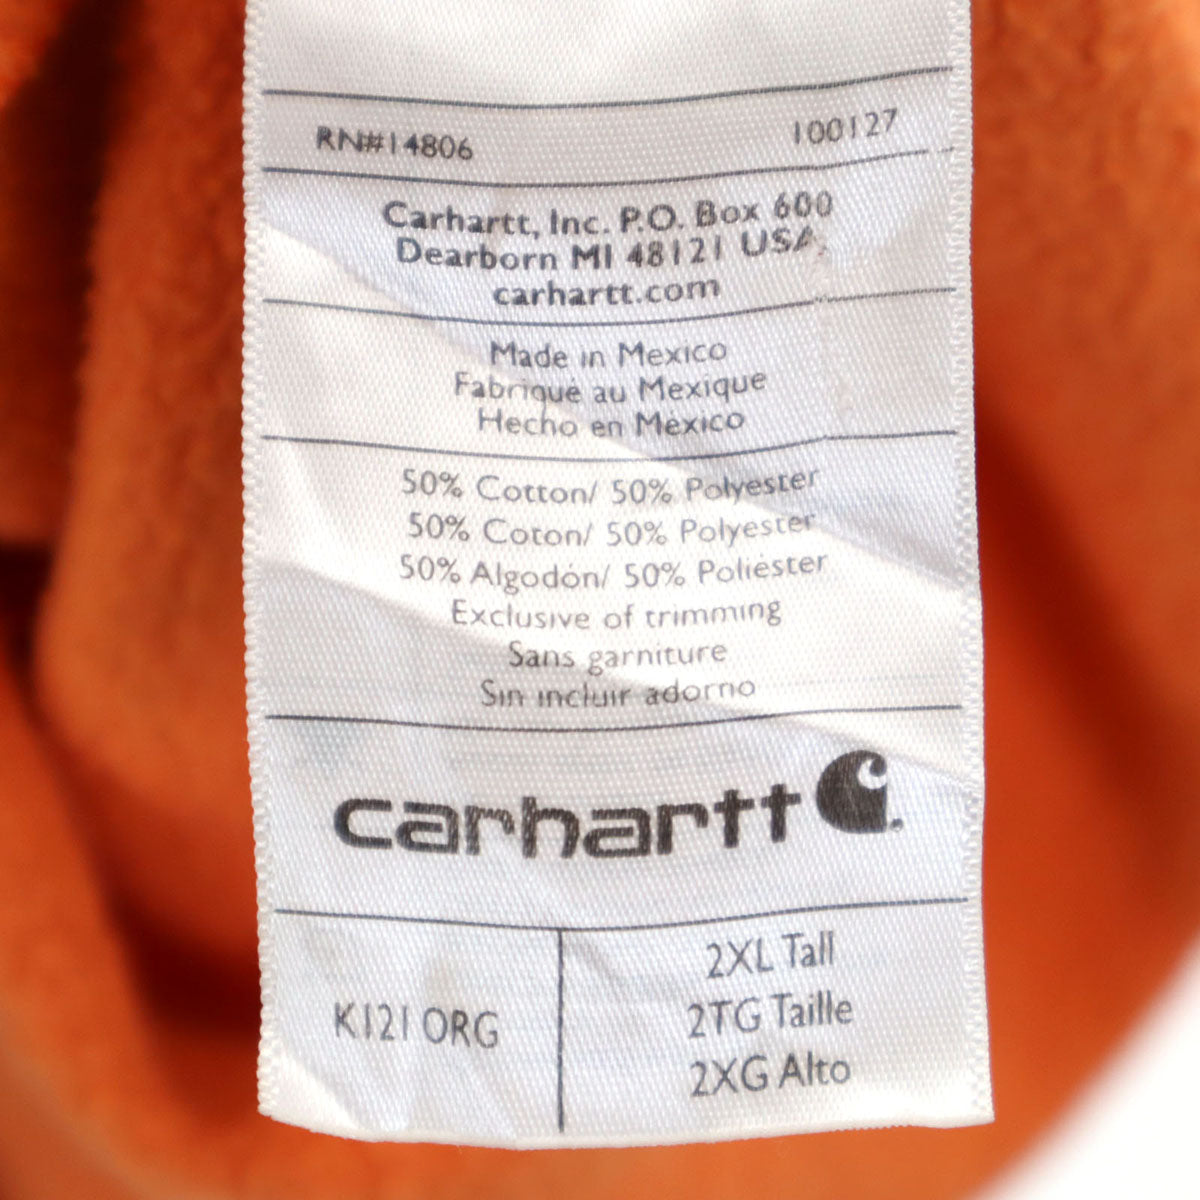 RN#14806 100127
Carhartt, Inc. P.O. Box 600
Dearborn MI 48121 USA
carhartt.com
Made in Mexico
Fabriqué au Mexique
Hecho en México
50% Cotton/ 50% Polyester
50% Coton/ 50% Polyester
50% Algodón/ 50% Poliéster
Exclusive of trimming
Sans garniture
Sin incluir adorno
carhartt
K121 ORG
2XL Tall
2TG Taille
2XG Alto